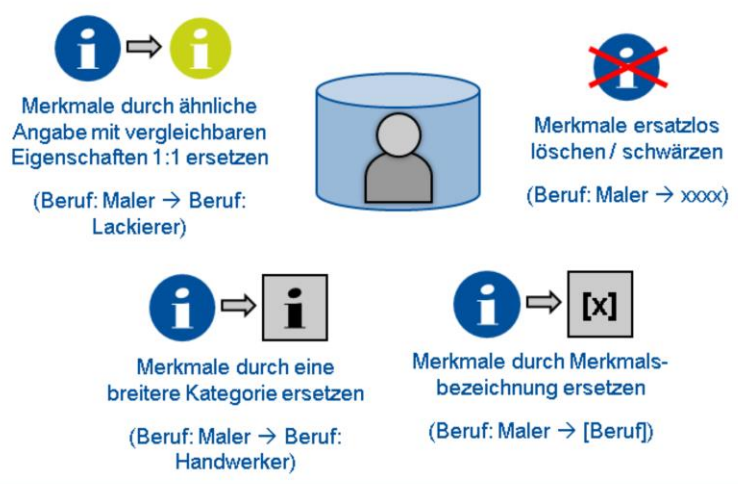 i
i
Merkmale durch ähnliche
Angabe mit vergleichbaren
Eigenschaften 1:1 ersetzen
(Beruf: Maler → Beruf:
Lackierer)
i
Merkmale ersatzlos
löschen / schwärzen
(Beruf: Maler → xxxx)
i
i
Merkmale durch eine
breitere Kategorie ersetzen
(Beruf: Maler → Beruf:
Handwerker)
i
[x]
Merkmale durch Merkmals-
bezeichnung ersetzen
(Beruf: Maler → [Beruf])